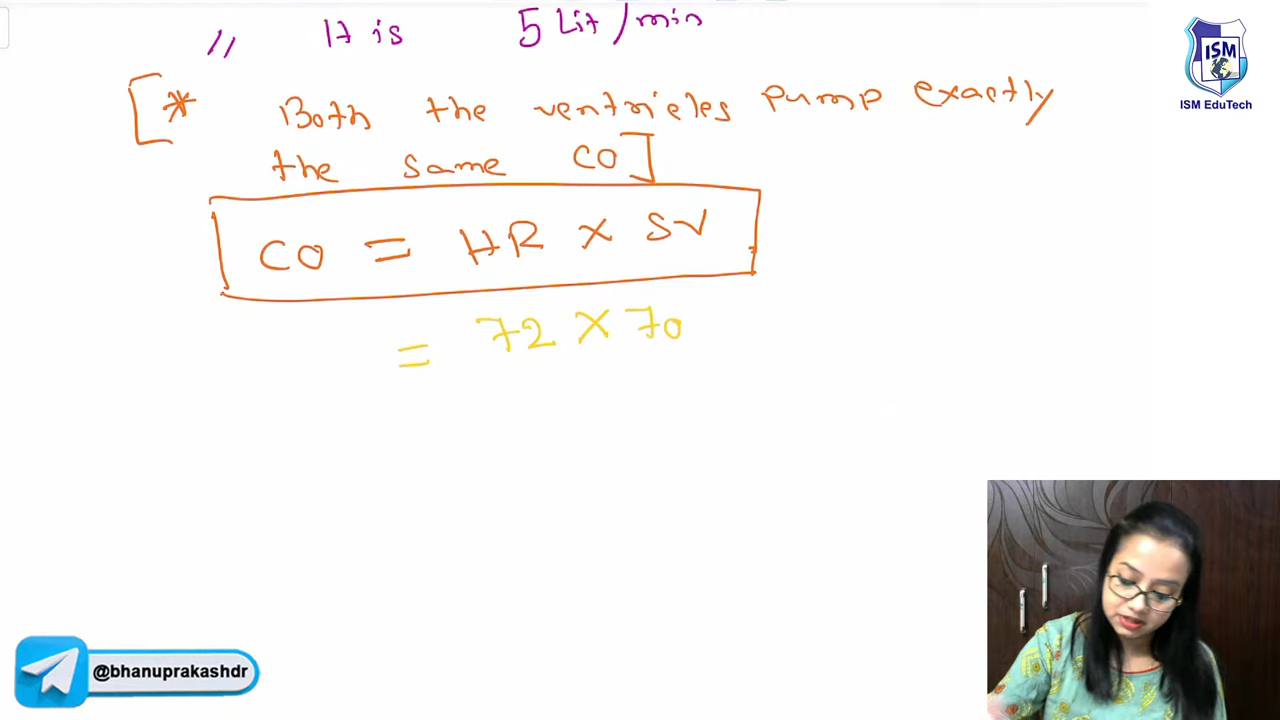 // It is 5 Lit/min
[* Both the ventricles pump exactly
the same CO]
CO = HR × SV
= 72 × 70
ISM
ISM EduTech
@bhanuprakashdr